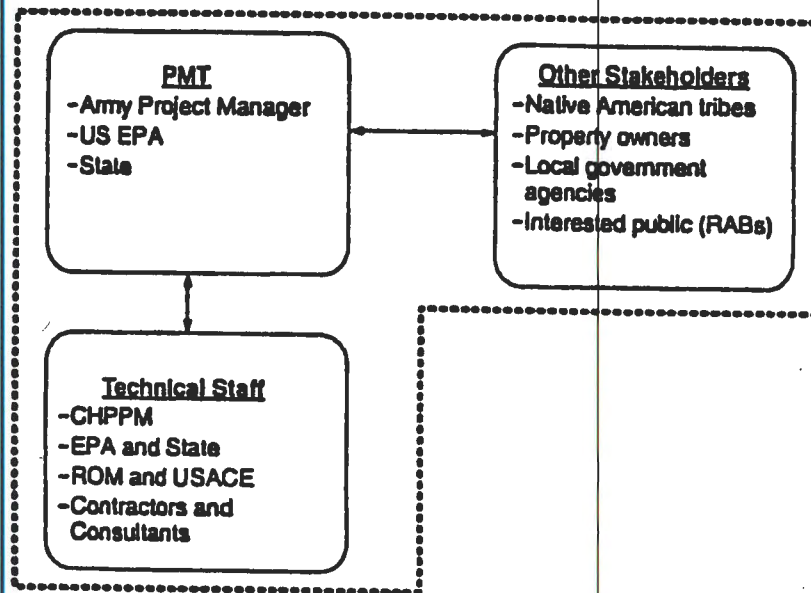 PMT
-Army Project Manager
-US EPA
-State
Other Stakeholders
-Native American tribes
-Property owners
-Local government
agencies
-Interested public (RABs)
Technical Staff
-CHPPM
-EPA and State
-ROM and USACE
-Contractors and
Consultants